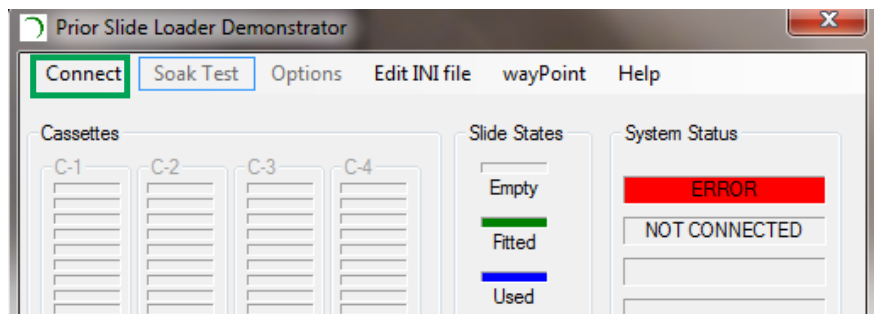 Prior Slide Loader Demonstrator
Connect Soak Test Options Edit INI file wayPoint Help
Cassettes Slide States System Status
C-1 C-2 C-3 C-4
Empty ERROR
Fitted NOT CONNECTED
Used